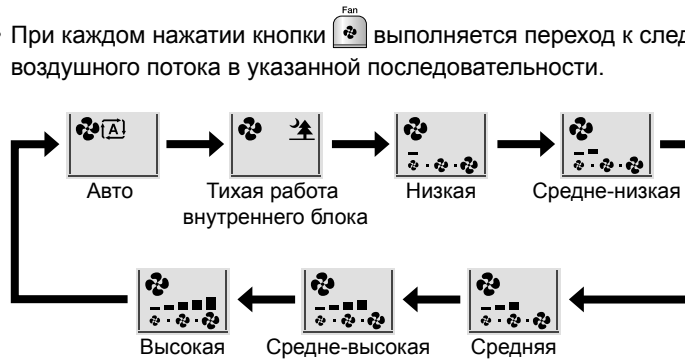 Fan
• При каждом нажатии кнопки выполняется переход к
воздушного потока в указанной последовательности.
A
Авто
Тихая работа
внутреннего блока
Низкая
Средне-низкая
Высокая
Средне-высокая
Средняя